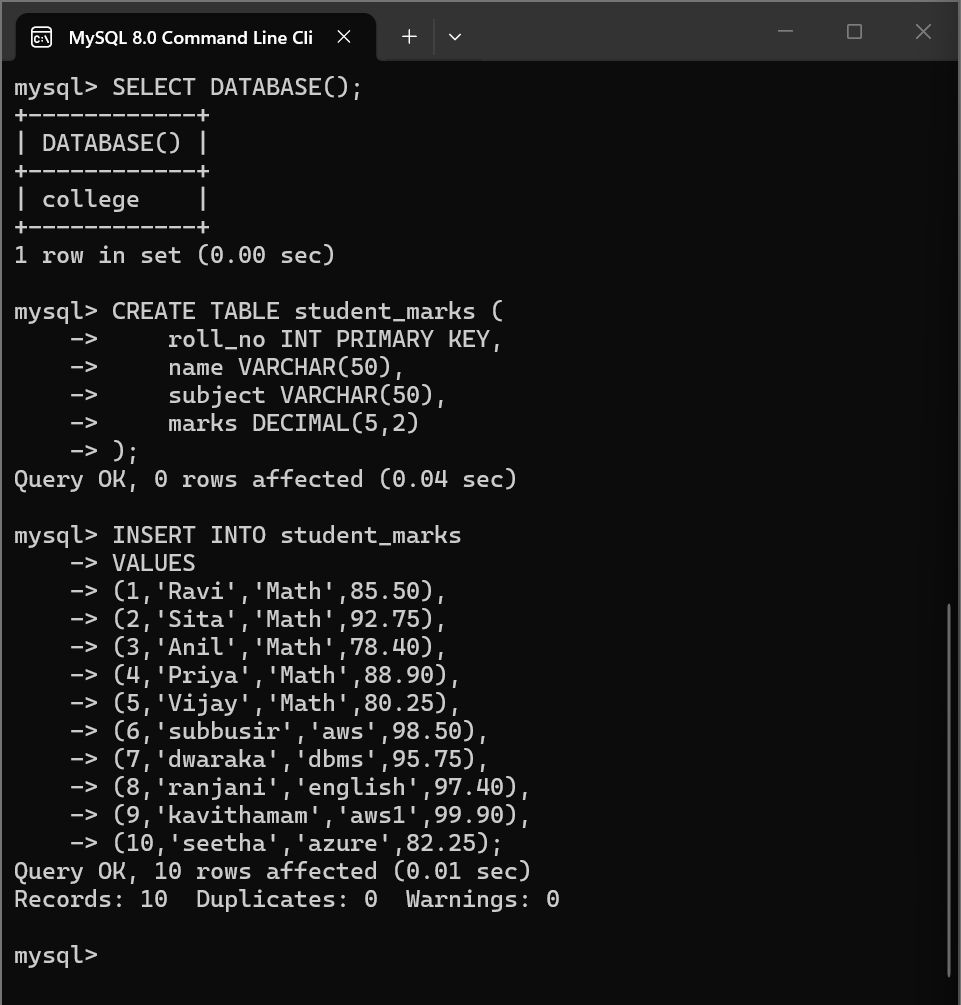 MySQL 8.0 Command Line Cli
mysql> SELECT DATABASE();
+------------+
| DATABASE() |
+------------+
| college    |
+------------+
1 row in set (0.00 sec)

mysql> CREATE TABLE student_marks (
    ->     roll_no INT PRIMARY KEY,
    ->     name VARCHAR(50),
    ->     subject VARCHAR(50),
    ->     marks DECIMAL(5,2)
    -> );
Query OK, 0 rows affected (0.04 sec)

mysql> INSERT INTO student_marks
    -> VALUES
    -> (1,'Ravi','Math',85.50),
    -> (2,'Sita','Math',92.75),
    -> (3,'Anil','Math',78.40),
    -> (4,'Priya','Math',88.90),
    -> (5,'Vijay','Math',80.25),
    -> (6,'subbusir','aws',98.50),
    -> (7,'dwaraka','dbms',95.75),
    -> (8,'ranjani','english',97.40),
    -> (9,'kavithamam','aws1',99.90),
    -> (10,'seetha','azure',82.25);
Query OK, 10 rows affected (0.01 sec)
Records: 10  Duplicates: 0  Warnings: 0

mysql>